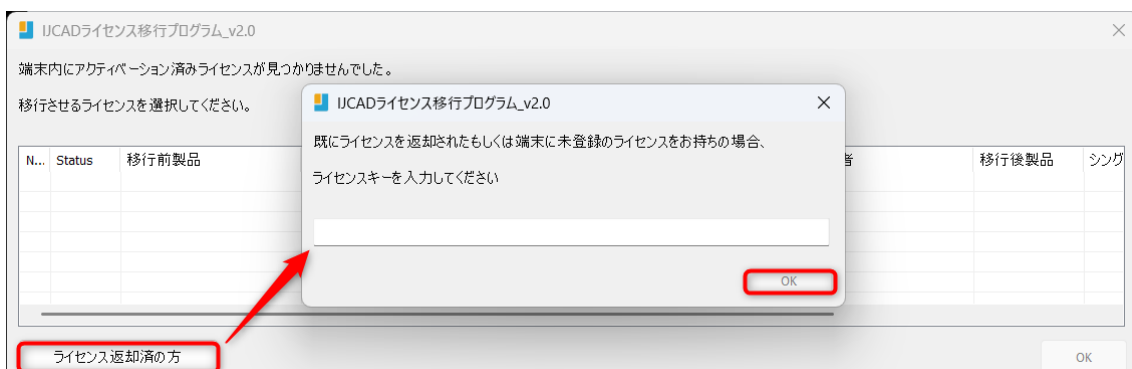 IJCADライセンス移行プログラム_v2.0
端末内にアクティベーション済みライセンスが見つかりませんでした。
移行させるライセンスを選択してください。
N... Status 移行前製品 者 移行後製品 シング
IJCADライセンス移行プログラム_v2.0
既にライセンスを返却されたもしくは端末に未登録のライセンスをお持ちの場合、
ライセンスキーを入力してください
OK
ライセンス返却済の方
OK